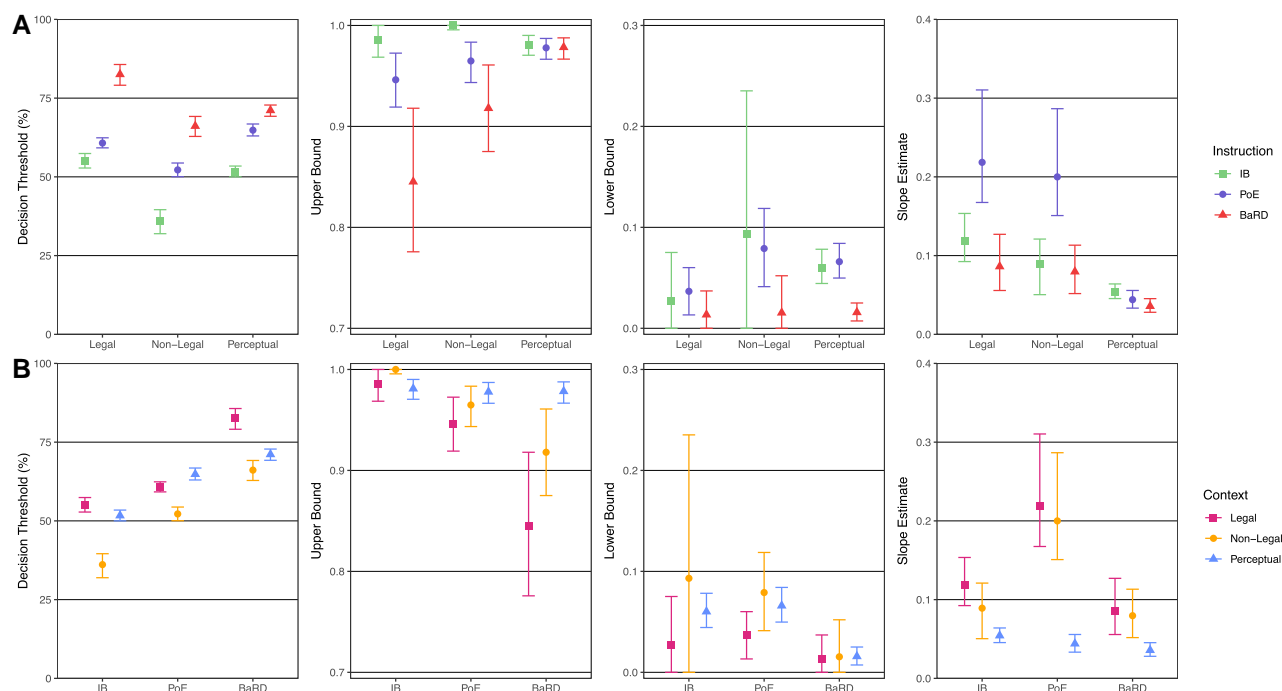 A
Decision Threshold (%)
100
75
50
25
0
Legal
Non−Legal
Perceptual
Upper Bound
1.0
0.9
0.8
0.7
Legal
Non−Legal
Perceptual
Lower Bound
0.3
0.2
0.1
0.0
Legal
Non−Legal
Perceptual
Slope Estimate
0.4
0.3
0.2
0.1
0.0
Legal
Non−Legal
Perceptual
Instruction
IB
PoE
BaRD
B
Decision Threshold (%)
100
75
50
25
0
IB
PoE
BaRD
Upper Bound
1.0
0.9
0.8
0.7
IB
PoE
BaRD
Lower Bound
0.3
0.2
0.1
0.0
IB
PoE
BaRD
Slope Estimate
0.4
0.3
0.2
0.1
0.0
IB
PoE
BaRD
Context
Legal
Non−Legal
Perceptual